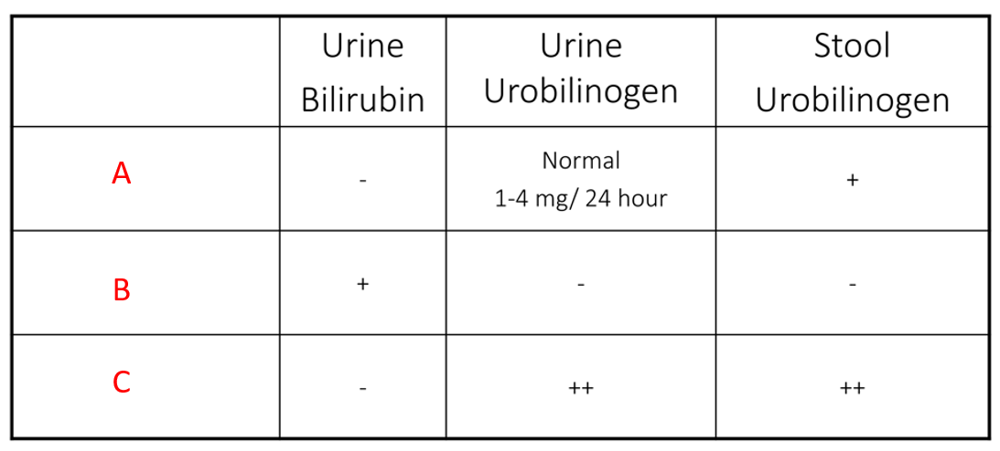 Urine
Bilirubin
Urine
Urobilinogen
Stool
Urobilinogen
A
-
Normal
1-4 mg/ 24 hour
+
B
+
-
-
C
-
++
++